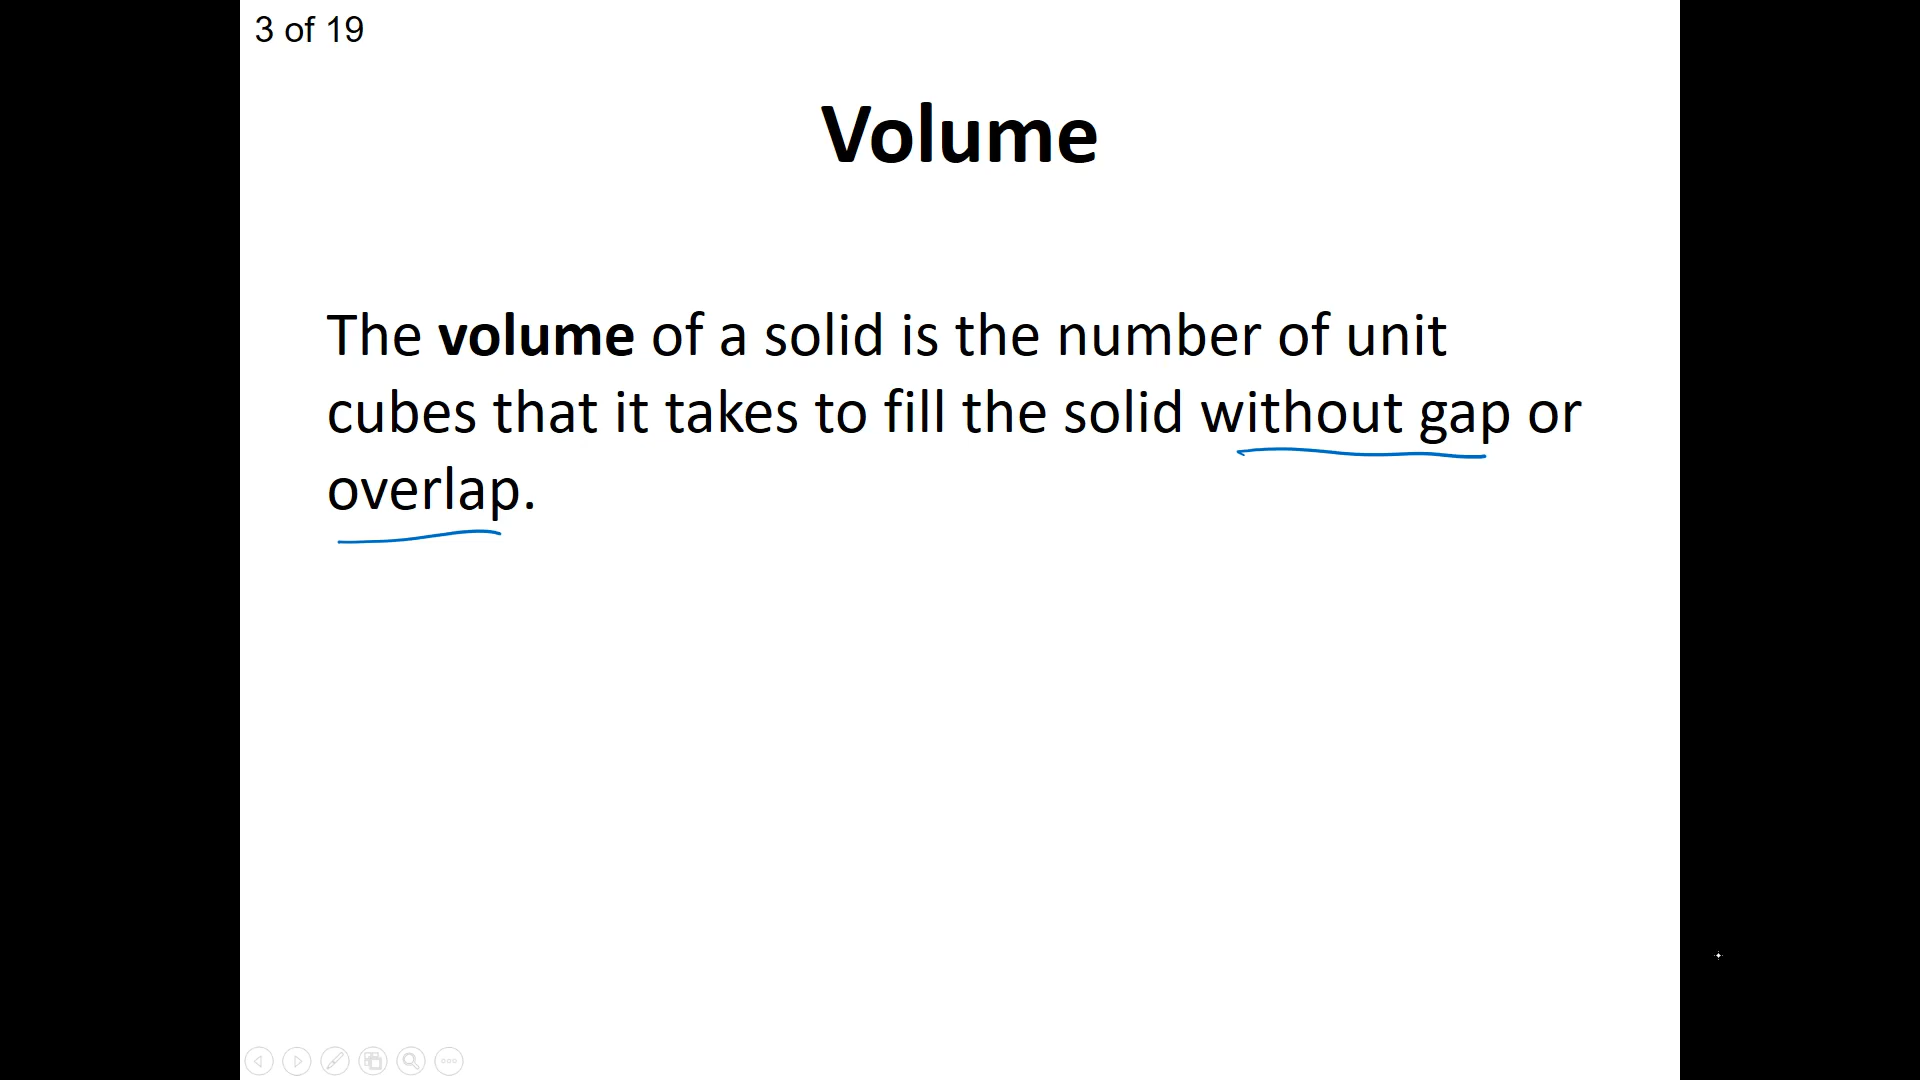 3 of 19
Volume
The volume of a solid is the number of unit
cubes that it takes to fill the solid without gap or
overlap.